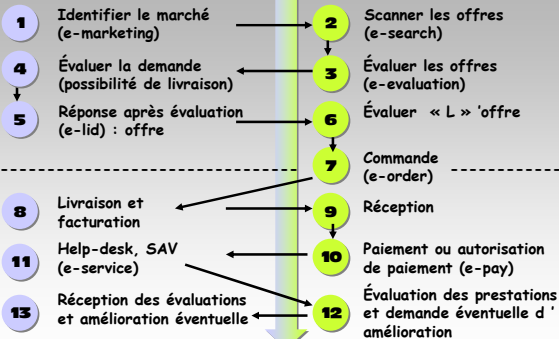 1 Identifier le marché
(e-marketing)
2 Scanner les offres
(e-search)
4 Évaluer la demande
(possibilité de livraison)
3 Évaluer les offres
(e-evaluation)
5 Réponse après évaluation
(e-lid) : offre
6 Évaluer « L » ’offre
7 Commande
(e-order)
8 Livraison et
facturation
9 Réception
11 Help-desk, SAV
(e-service)
10 Paiement ou autorisation
de paiement (e-pay)
13 Réception des évaluations
et amélioration éventuelle
12 Évaluation des prestations
et demande éventuelle d ’
amélioration